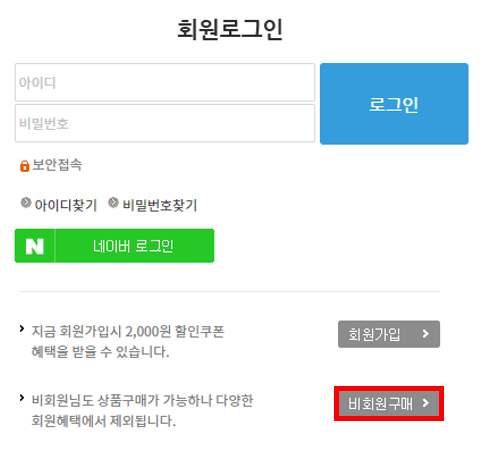 회원로그인
아이디
로그인
비밀번호
보안접속
아이디찾기 비밀번호찾기
N 네이버 로그인
지금 회원가입시 2,000원 할인쿠폰
혜택을 받을 수 있습니다.
회원가입
비회원님도 상품구매가 가능하나 다양한
회원혜택에서 제외됩니다.
비회원구매